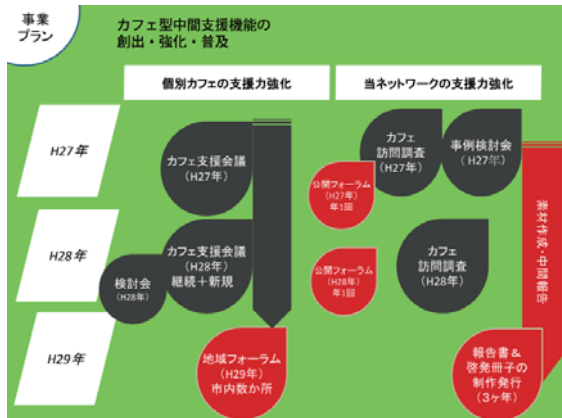 事業
プラン
カフェ型中間支援機能の
創出・強化・普及
個別カフェの支援力強化
当ネットワークの支援力強化
H27年
カフェ支援会議
(H27年)
カフェ
訪問調査
(H27年)
事例検討会
(H27年)
公開フォーラム
(H27年)
年1回
H28年
検討会
(H28年)
カフェ支援会議
(H28年)
継続+新規
公開フォーラム
(H28年)
年1回
カフェ
訪問調査
(H28年)
素材作成・中間報告
H29年
地域フォーラム
(H29年)
市内数か所
報告書&
啓発冊子の
制作発行
(3ヶ年)